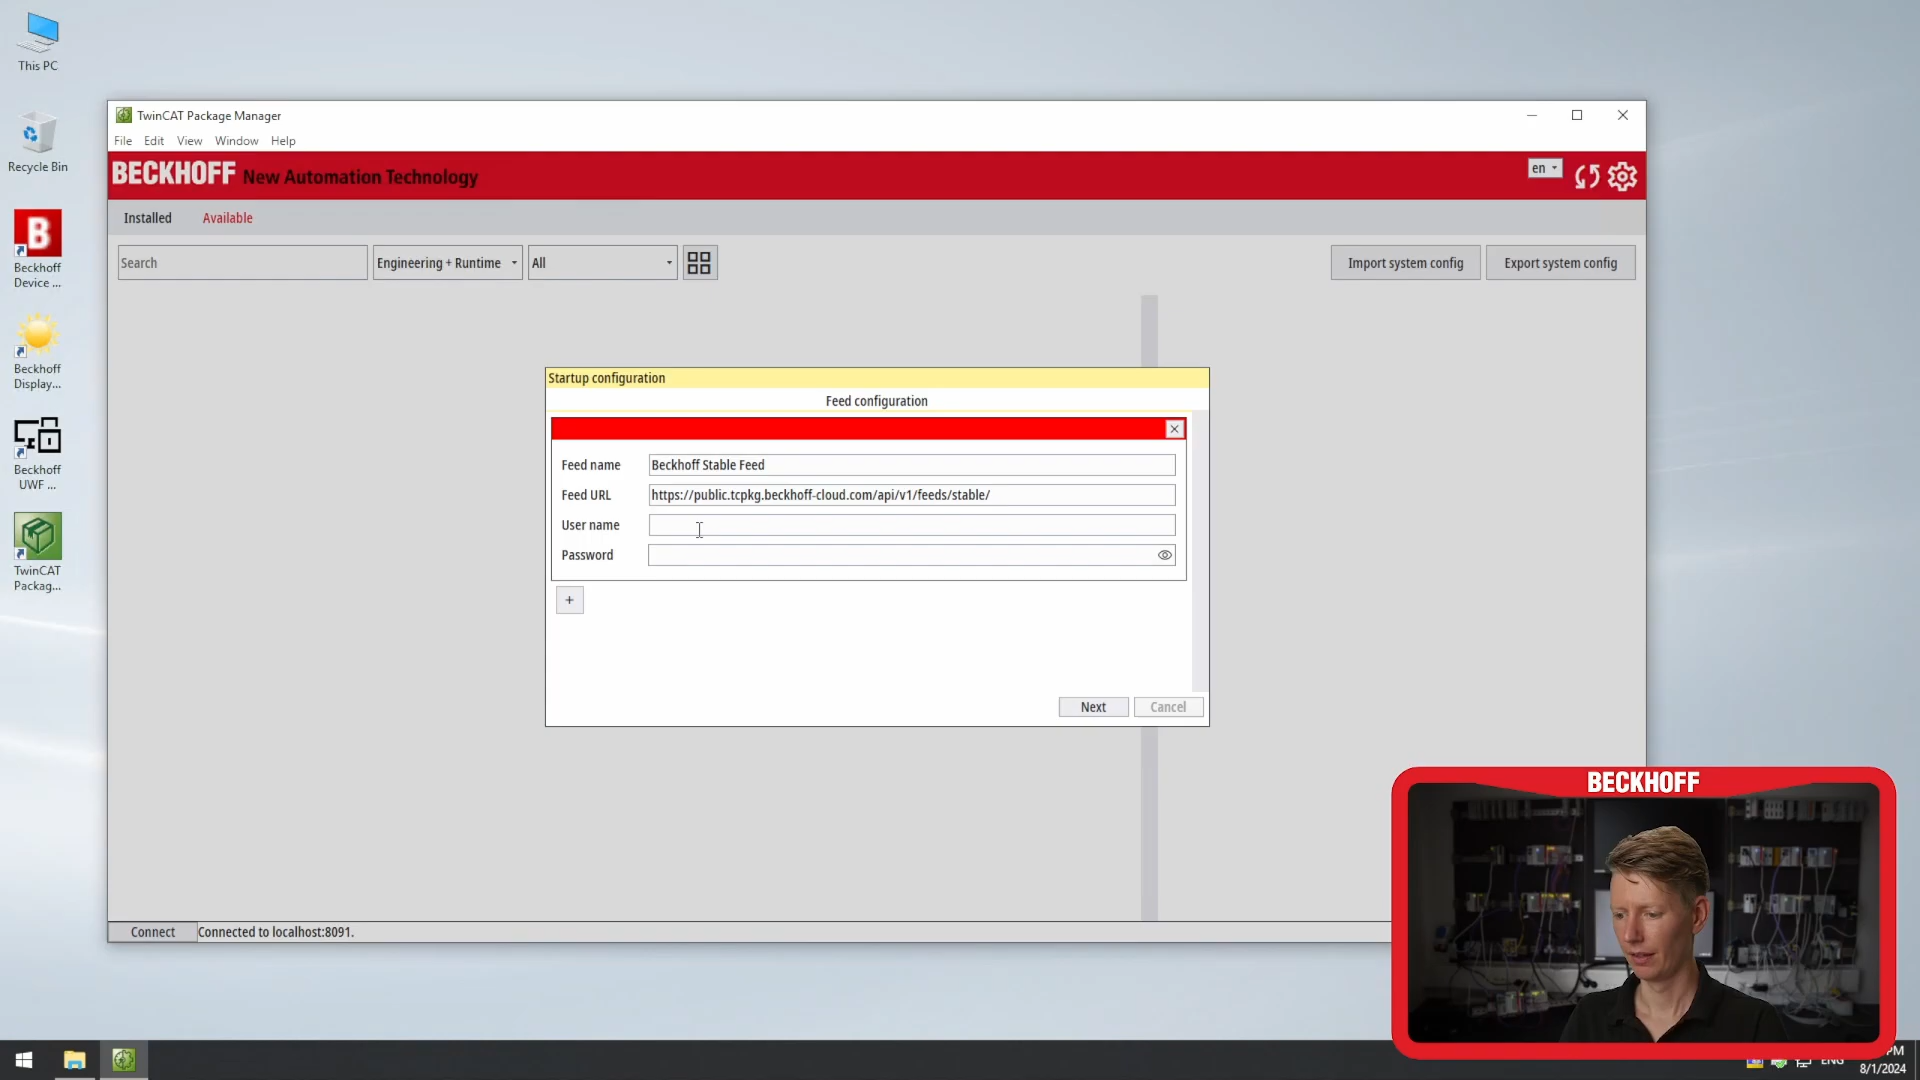 This PC
Recycle Bin
Beckhoff
Device ...
Beckhoff
Display...
Beckhoff
UWF ...
TwinCAT
Packag...
TwinCAT Package Manager
File Edit View Window Help
BECKHOFF New Automation Technology
en
Installed Available
Search
Engineering + Runtime
All
Import system config
Export system config
Startup configuration
Feed configuration
Feed name Beckhoff Stable Feed
Feed URL https://public.tcpkg.beckhoff-cloud.com/api/v1/feeds/stable/
User name
Password
+
Next Cancel
Connect Connected to localhost:8091.
BECKHOFF
ENG
PM
8/1/2024